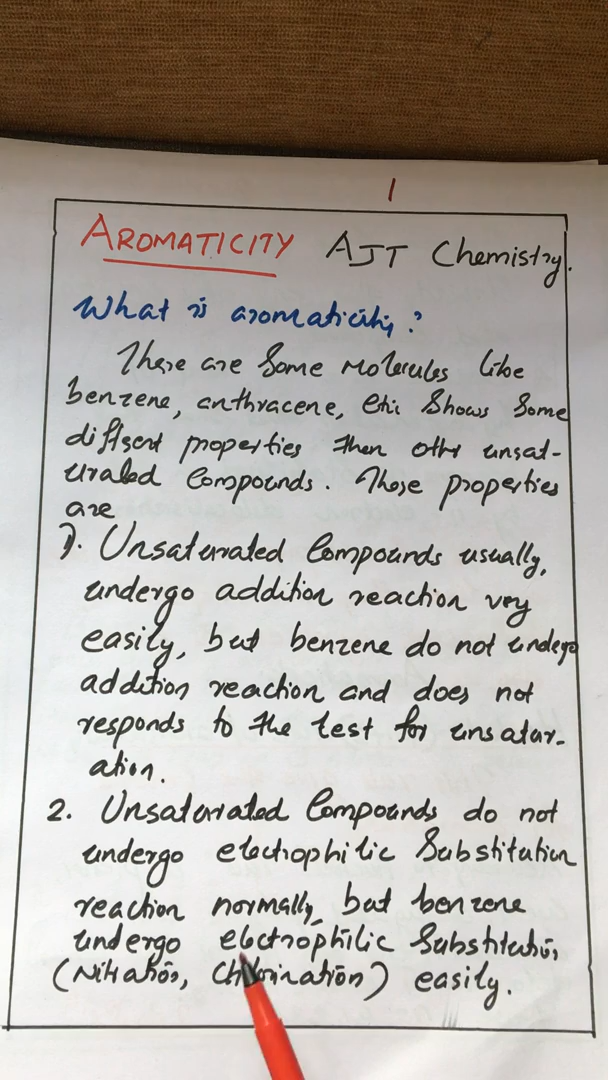 1
AROMATICITY AJT Chemistry.
What is aromaticity?
There are Some Molecules like
benzene, anthracene, etc. Shows Some
different properties than other unsat-
urated Compounds. These properties
are
1. Unsaturated Compounds usually,
undergo addition reaction very
easily, but benzene do not undego
addition reaction and does not
responds to the test for unsatur-
ation.
2. Unsaturated Compounds do not
undergo electrophilic Substitution
reaction normally, but benzene
undergo electrophilic Substitution
(Nitration, Chlorination) easily.